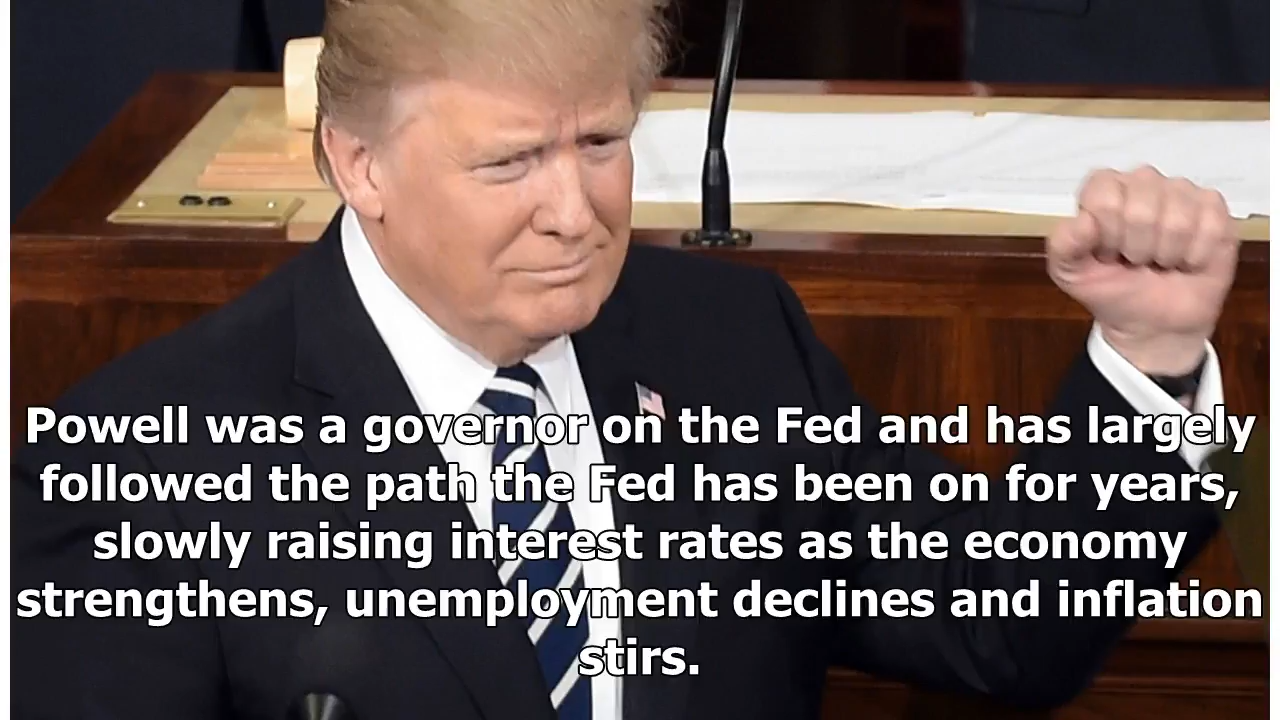 Powell was a governor on the Fed and has largely
followed the path the Fed has been on for years,
slowly raising interest rates as the economy
strengthens, unemployment declines and inflation
stirs.